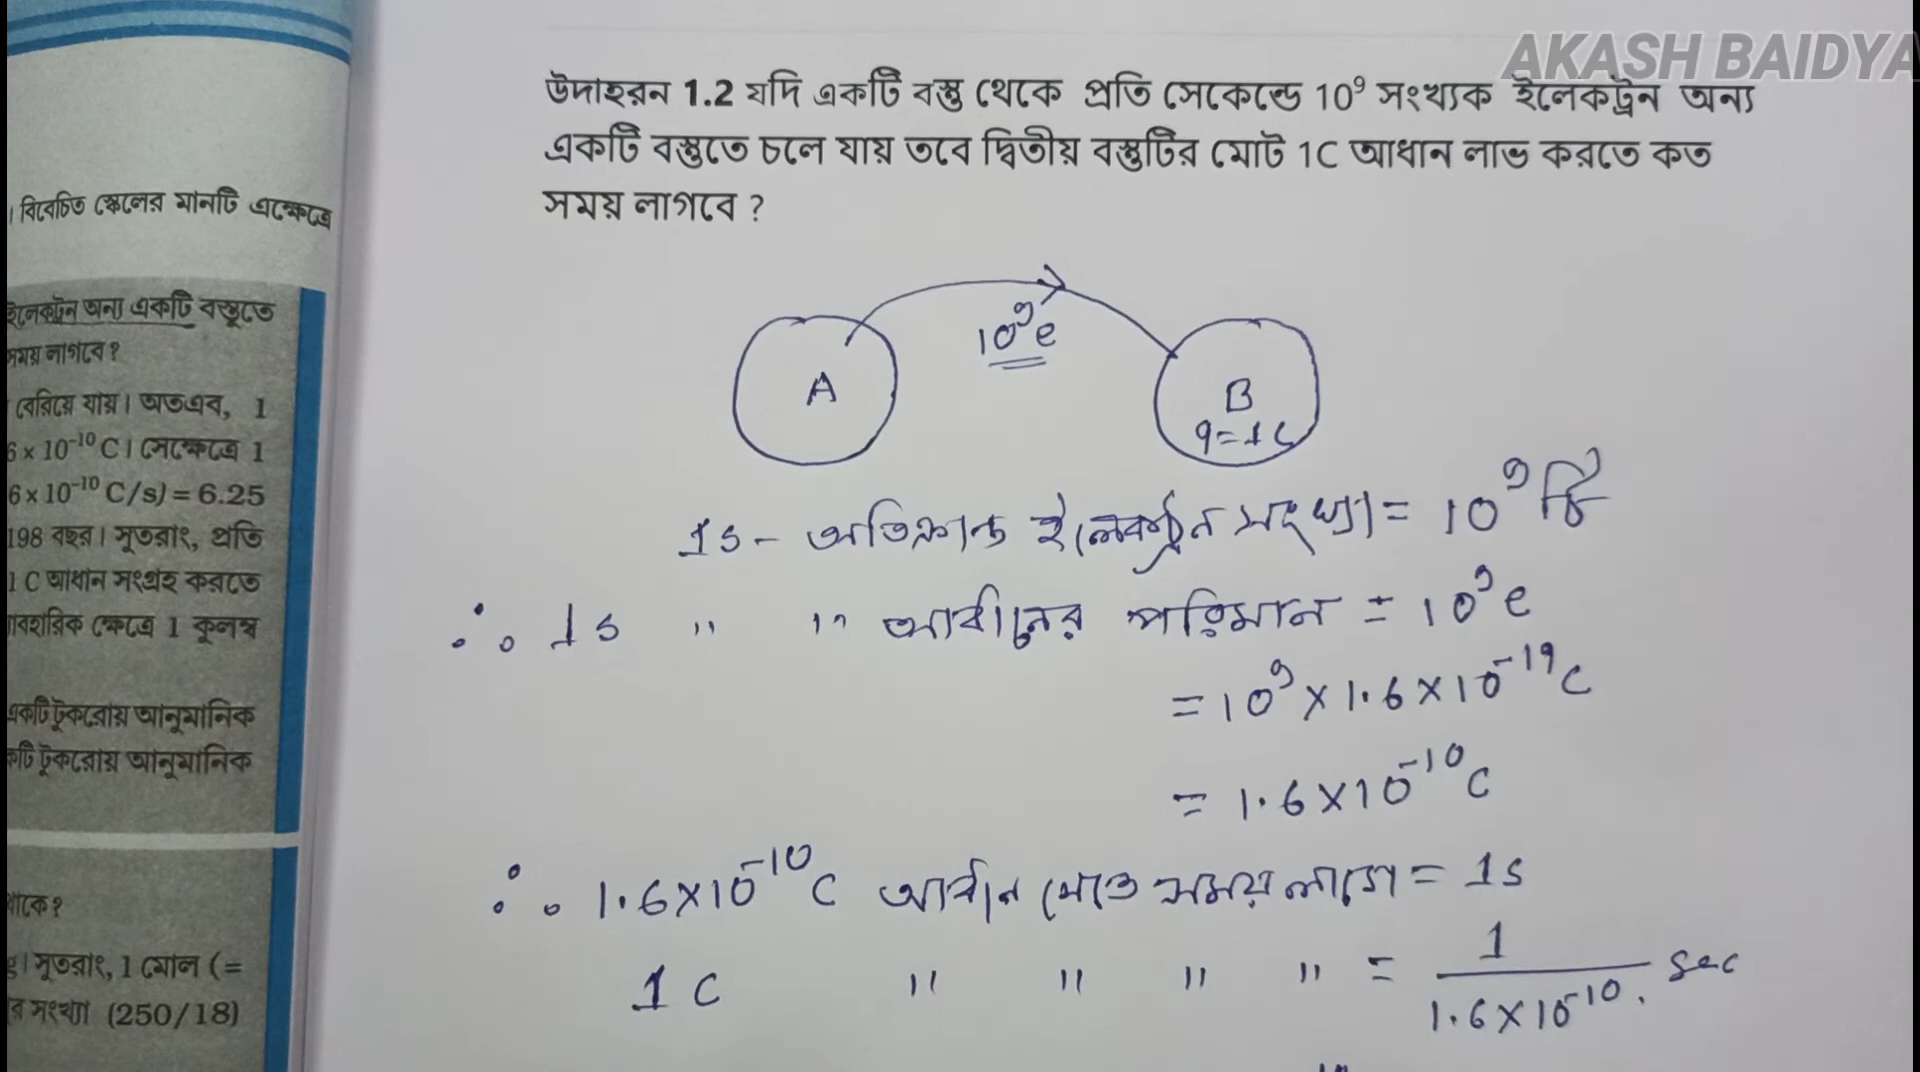 AKASH BAIDYA
উদাহরন 1.2 যদি একটি বস্তু থেকে প্রতি সেকেন্ডে 10⁹ সংখ্যক ইলেকট্রন অন্য
একটি বস্তুতে চলে যায় তবে দ্বিতীয় বস্তুটির মোট 1C আধান লাভ করতে কত
সময় লাগবে ?
। বিবেচিত স্কেলের মানটি এক্ষেত্রে
ইলেকট্রন অন্য একটি বস্তুতে
সময় লাগবে ?
বেরিয়ে যায়। অতএব, 1
6 × 10⁻¹⁰ C। সেক্ষেত্রে 1
6 × 10⁻¹⁰ C/s) = 6.25
198 বছর। সুতরাং, প্রতি
1 C আধান সংগ্রহ করতে
ব্যবহারিক ক্ষেত্রে 1 কুলম্ব
একটি টুকরোয় আনুমানিক
একটি টুকরোয় আনুমানিক
থাকে ?
g। সুতরাং, 1 মোল (=
র সংখ্যা (250/18)
A
10⁹e
B
q=1C
1s - অতিক্রান্ত ইলেকট্রন সংখ্যা = 10⁹ টি
∴ 1s " " আধানের পরিমান = 10⁹e
= 10⁹ × 1.6 × 10⁻¹⁹ C
= 1.6 × 10⁻¹⁰ C
∴ 1.6 × 10⁻¹⁰ C আধান যেতে সময় লাগে = 1s
1 C " " " " = 1 / 1.6 × 10⁻¹⁰ . sec